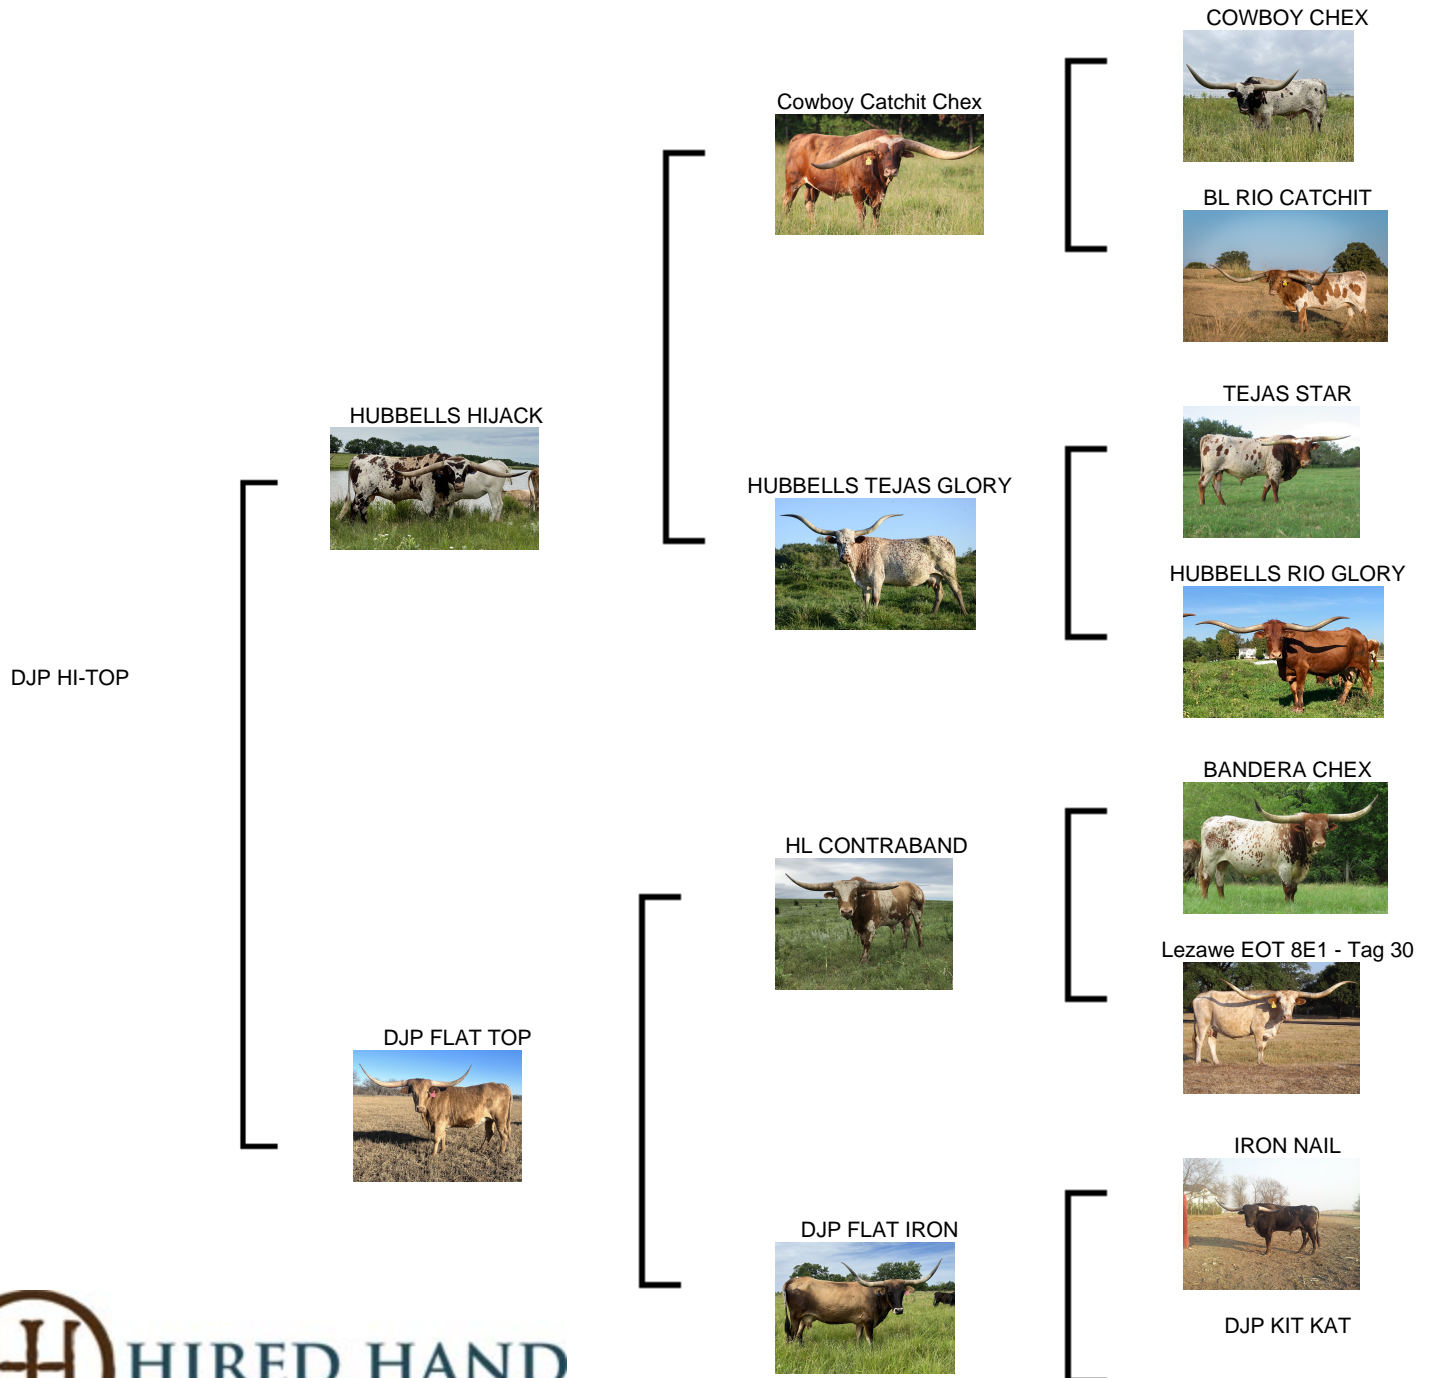 COWBOY CHEX
Cowboy Catchit Chex
BL RIO CATCHIT
TEJAS STAR
HUBBELLS HIJACK
HUBBELLS TEJAS GLORY
HUBBELLS RIO GLORY
DJP HI-TOP
BANDERA CHEX
HL CONTRABAND
Lezawe EOT 8E1 - Tag 30
DJP FLAT TOP
IRON NAIL
DJP FLAT IRON
DJP KIT KAT
HIRED HAND